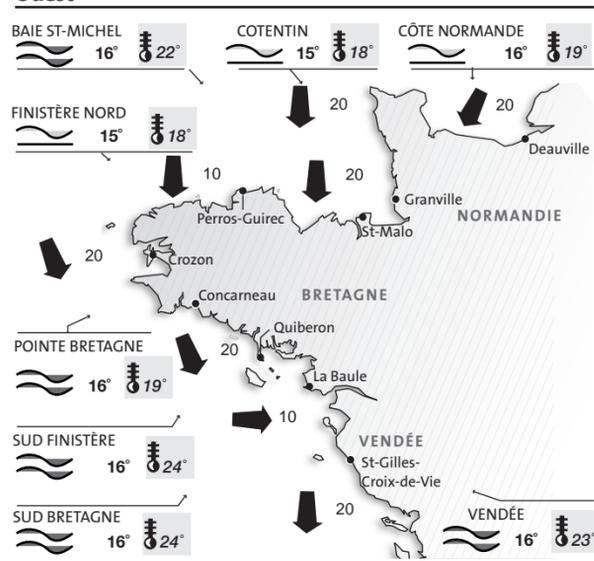 BAIE ST-MICHEL
16° 22°
COTENTIN
15° 18°
CÔTE NORMANDE
16° 19°
20
20
FINISTÈRE NORD
15° 18°
10
20
Deauville
Granville
Perros-Guirec
St-Malo
NORMANDIE
20
Crozon
Concarneau
BRETAGNE
Quiberon
POINTE BRETAGNE
16° 19°
20
La Baule
10
SUD FINISTÈRE
16° 24°
VENDÉE
St-Gilles-
Croix-de-Vie
SUD BRETAGNE
16° 24°
20
VENDÉE
16° 23°